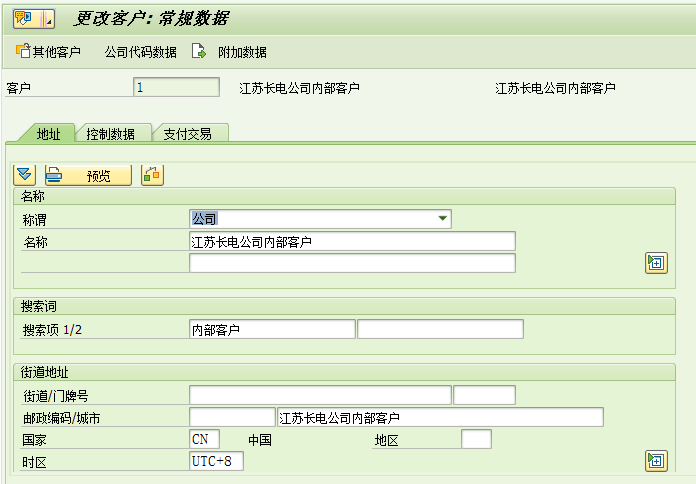 更改客户: 常规数据
其他客户 公司代码数据 附加数据
客户 1 江苏长电公司内部客户 江苏长电公司内部客户
地址 控制数据 支付交易
预览
名称
称谓 公司
名称 江苏长电公司内部客户
搜索词
搜索项 1/2 内部客户
街道地址
街道/门牌号
邮政编码/城市 江苏长电公司内部客户
国家 CN 中国 地区
时区 UTC+8